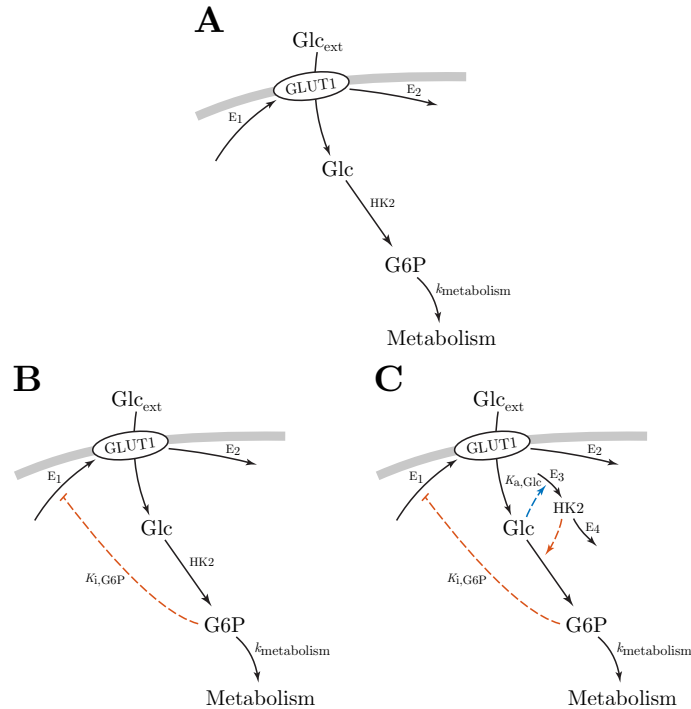 A
Glc_ext
GLUT1
E_1
E_2
Glc
HK2
G6P
k_metabolism
Metabolism
B
Glc_ext
GLUT1
E_1
E_2
Glc
HK2
K_i,G6P
G6P
k_metabolism
Metabolism
C
Glc_ext
GLUT1
E_1
E_2
K_a,Glc
E_3
HK2
Glc
E_4
K_i,G6P
G6P
k_metabolism
Metabolism